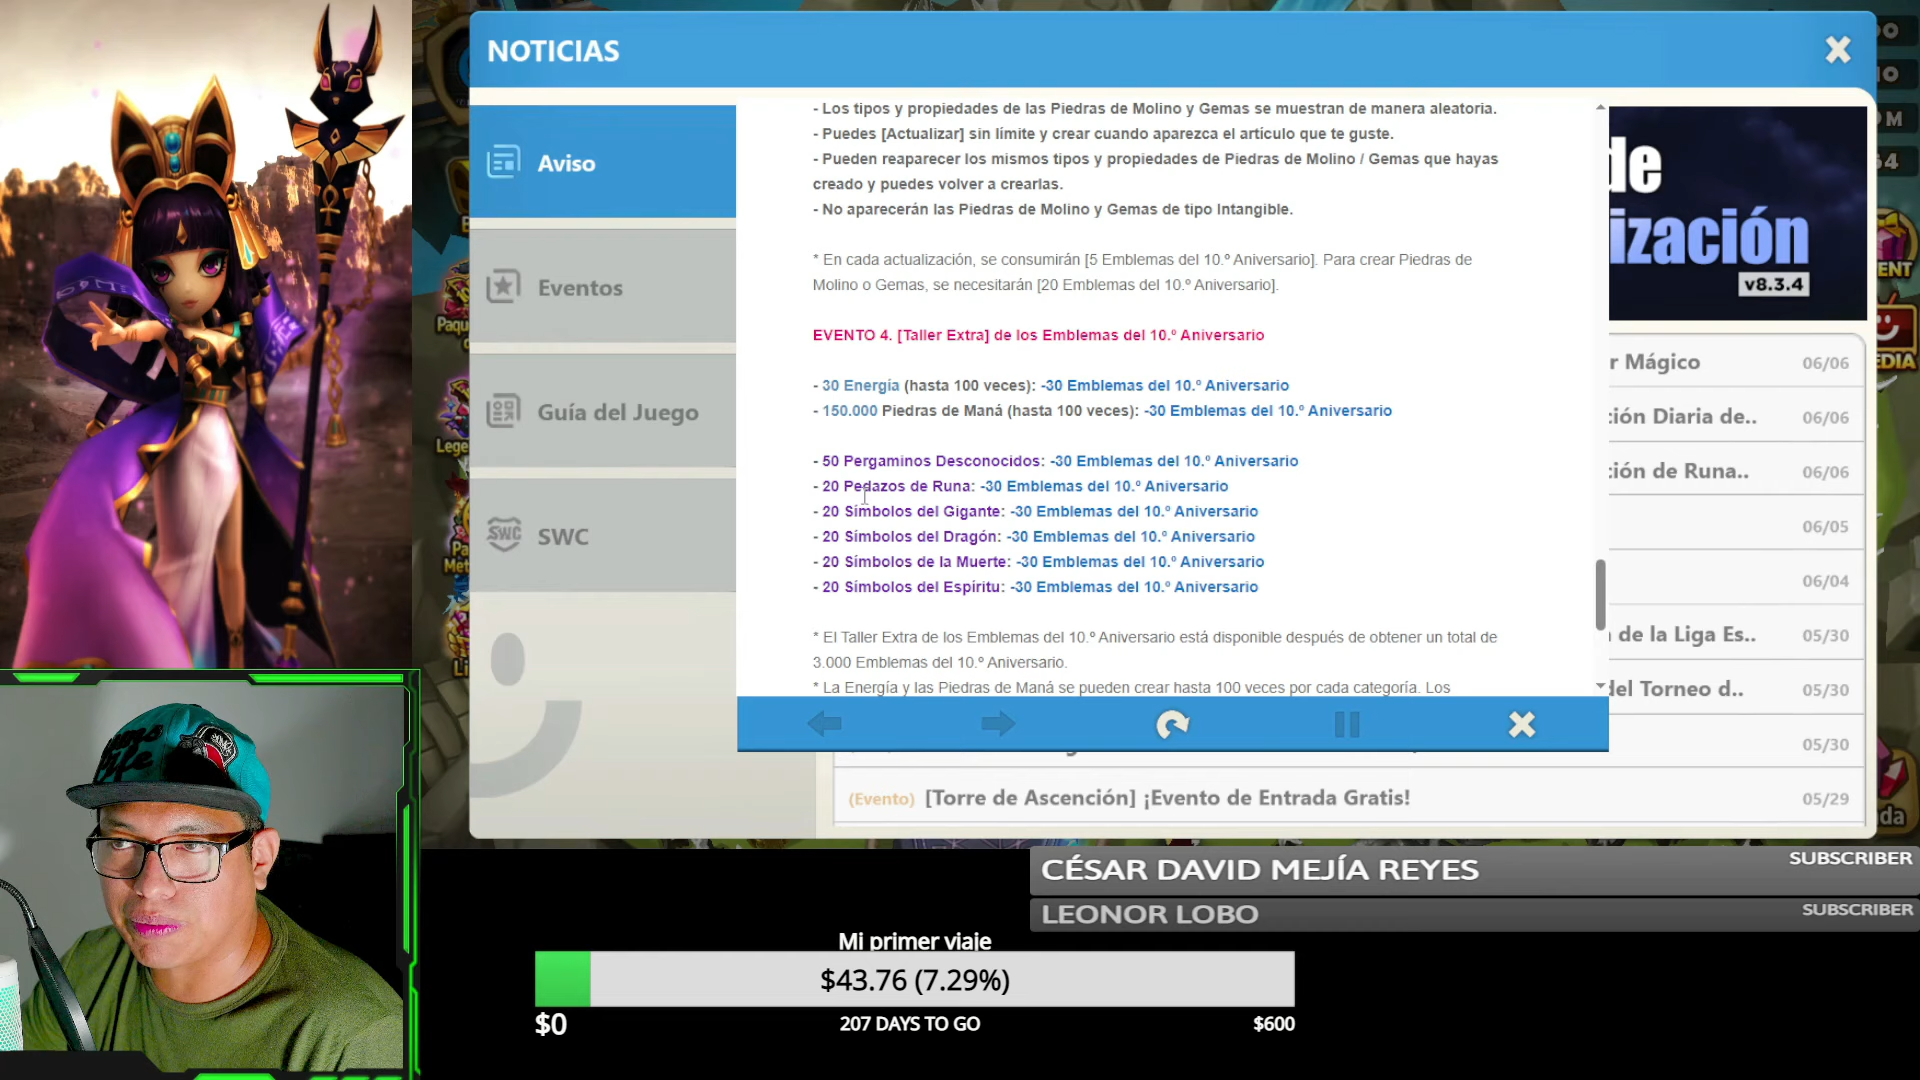 NOTICIAS
Aviso
Eventos
Guía del Juego
SWC
- Los tipos y propiedades de las Piedras de Molino y Gemas se muestran de manera aleatoria.
- Puedes [Actualizar] sin límite y crear cuando aparezca el artículo que te guste.
- Pueden reaparecer los mismos tipos y propiedades de Piedras de Molino / Gemas que hayas
creado y puedes volver a crearlas.
- No aparecerán las Piedras de Molino y Gemas de tipo Intangible.
* En cada actualización, se consumirán [5 Emblemas del 10.º Aniversario]. Para crear Piedras de
Molino o Gemas, se necesitarán [20 Emblemas del 10.º Aniversario].
EVENTO 4. [Taller Extra] de los Emblemas del 10.º Aniversario
- 30 Energía (hasta 100 veces): -30 Emblemas del 10.º Aniversario
- 150.000 Piedras de Maná (hasta 100 veces): -30 Emblemas del 10.º Aniversario
- 50 Pergaminos Desconocidos: -30 Emblemas del 10.º Aniversario
- 20 Pedazos de Runa: -30 Emblemas del 10.º Aniversario
- 20 Símbolos del Gigante: -30 Emblemas del 10.º Aniversario
- 20 Símbolos del Dragón: -30 Emblemas del 10.º Aniversario
- 20 Símbolos de la Muerte: -30 Emblemas del 10.º Aniversario
- 20 Símbolos del Espíritu: -30 Emblemas del 10.º Aniversario
* El Taller Extra de los Emblemas del 10.º Aniversario está disponible después de obtener un total de
3.000 Emblemas del 10.º Aniversario.
* La Energía y las Piedras de Maná se pueden crear hasta 100 veces por cada categoría. Los
de
ización
v8.3.4
r Mágico 06/06
ción Diaria de.. 06/06
ción de Runa.. 06/06
06/05
06/04
de la Liga Es.. 05/30
del Torneo d.. 05/30
05/30
(Evento) [Torre de Ascención] ¡Evento de Entrada Gratis! 05/29
CÉSAR DAVID MEJÍA REYES SUBSCRIBER
LEONOR LOBO SUBSCRIBER
Mi primer viaje
$43.76 (7.29%)
$0 207 DAYS TO GO $600